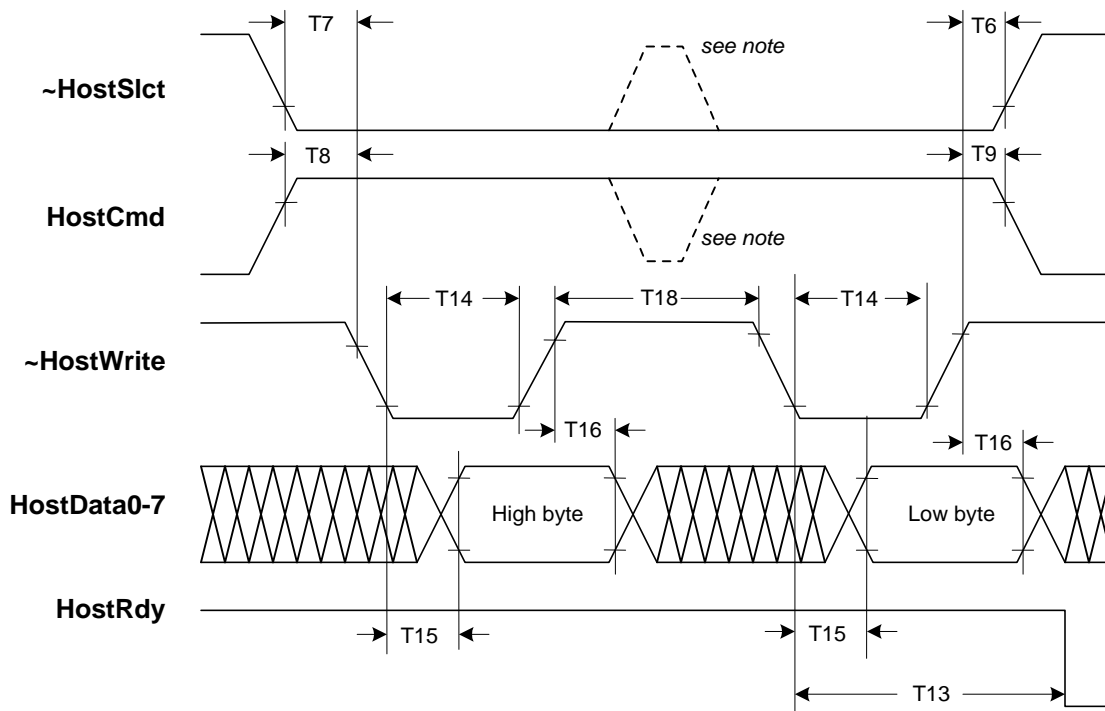 T7
T6
see note
~HostSlct
T8
T9
HostCmd
see note
T14
T18
T14
~HostWrite
T16
T16
HostData0-7
High byte
Low byte
HostRdy
T15
T15
T13